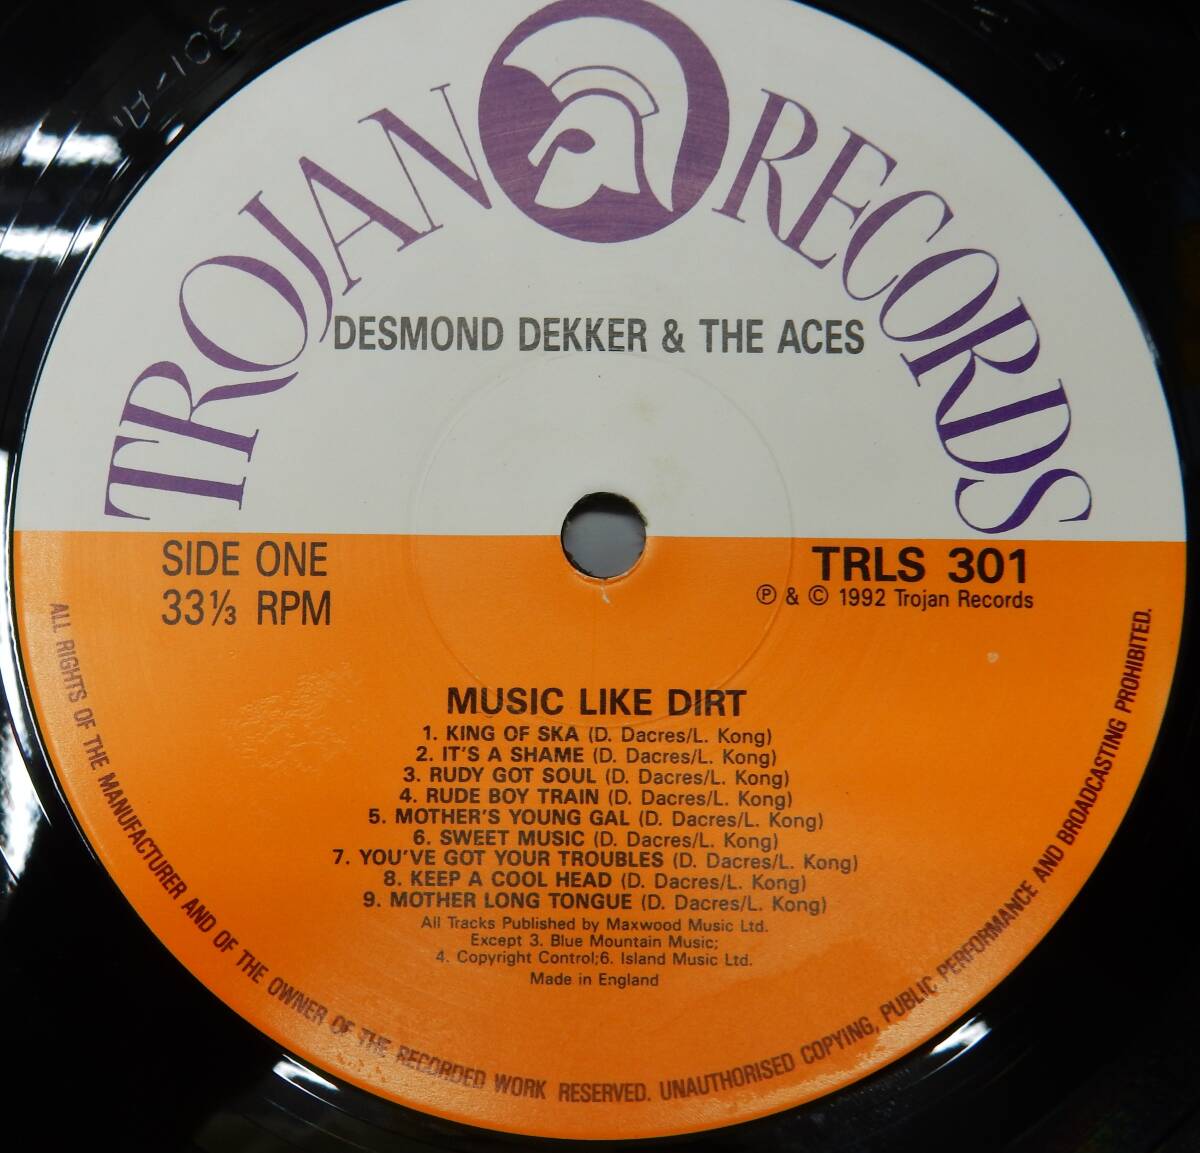 TROJAN RECORDS
DESMOND DEKKER & THE ACES
SIDE ONE
33⅓ RPM
TRLS 301
Ⓟ & © 1992 Trojan Records
MUSIC LIKE DIRT
1. KING OF SKA (D. Dacres/L. Kong)
2. IT'S A SHAME (D. Dacres/L. Kong)
3. RUDY GOT SOUL (D. Dacres/L. Kong)
4. RUDE BOY TRAIN (D. Dacres/L. Kong)
5. MOTHER'S YOUNG GAL (D. Dacres/L. Kong)
6. SWEET MUSIC (D. Dacres/L. Kong)
7. YOU'VE GOT YOUR TROUBLES (D. Dacres/L. Kong)
8. KEEP A COOL HEAD (D. Dacres/L. Kong)
9. MOTHER LONG TONGUE (D. Dacres/L. Kong)
All Tracks Published by Maxwood Music Ltd.
Except 3. Blue Mountain Music;
4. Copyright Control;6. Island Music Ltd.
Made in England
ALL RIGHTS OF THE MANUFACTURER AND OF THE OWNER OF THE RECORDED WORK RESERVED. UNAUTHORISED COPYING, PUBLIC PERFORMANCE AND BROADCASTING PROHIBITED.